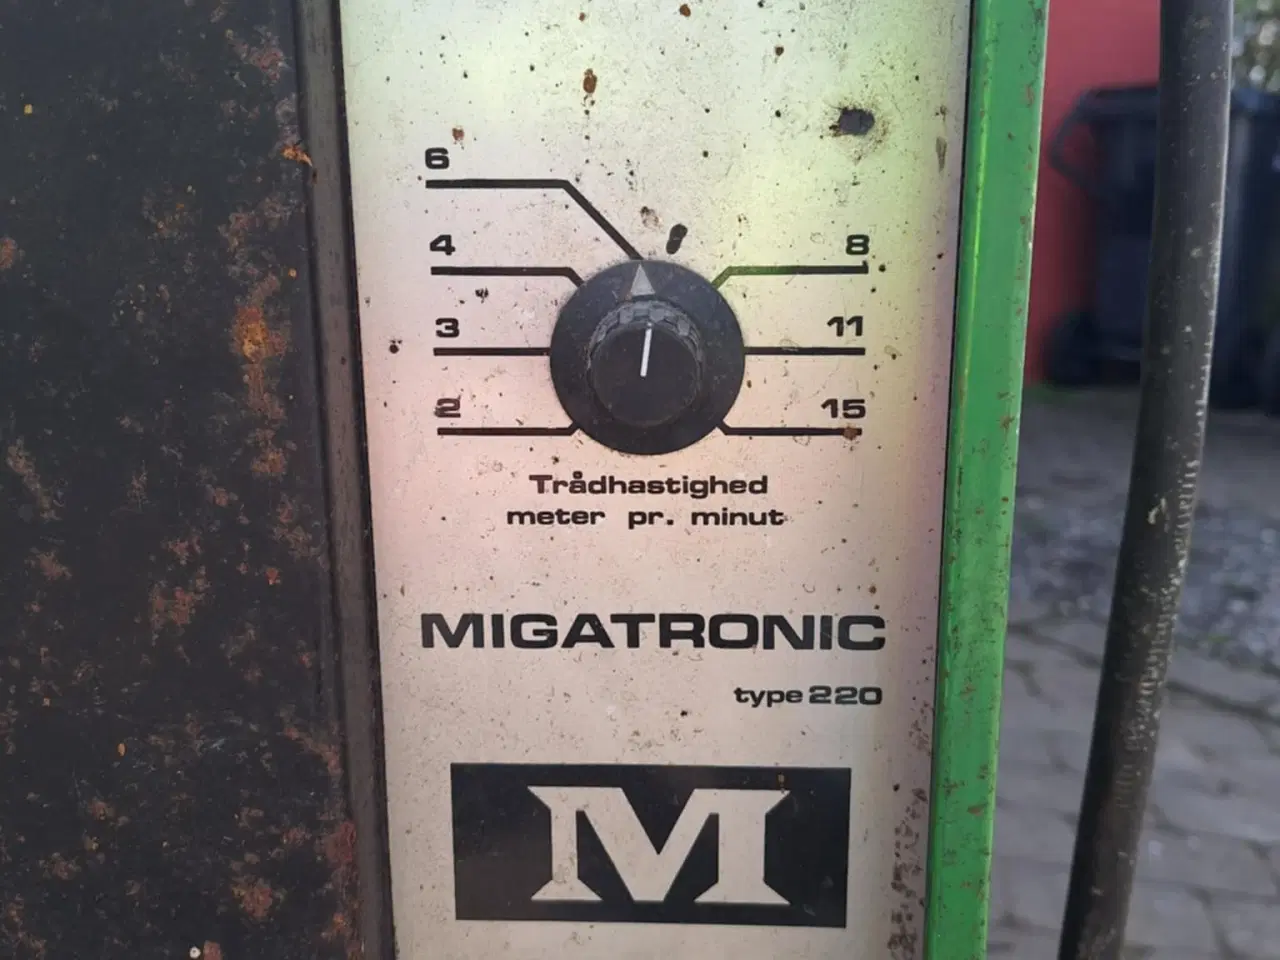 6
4
8
3
11
2
15
Trådhastighed
meter pr. minut
MIGATRONIC
type 220
M